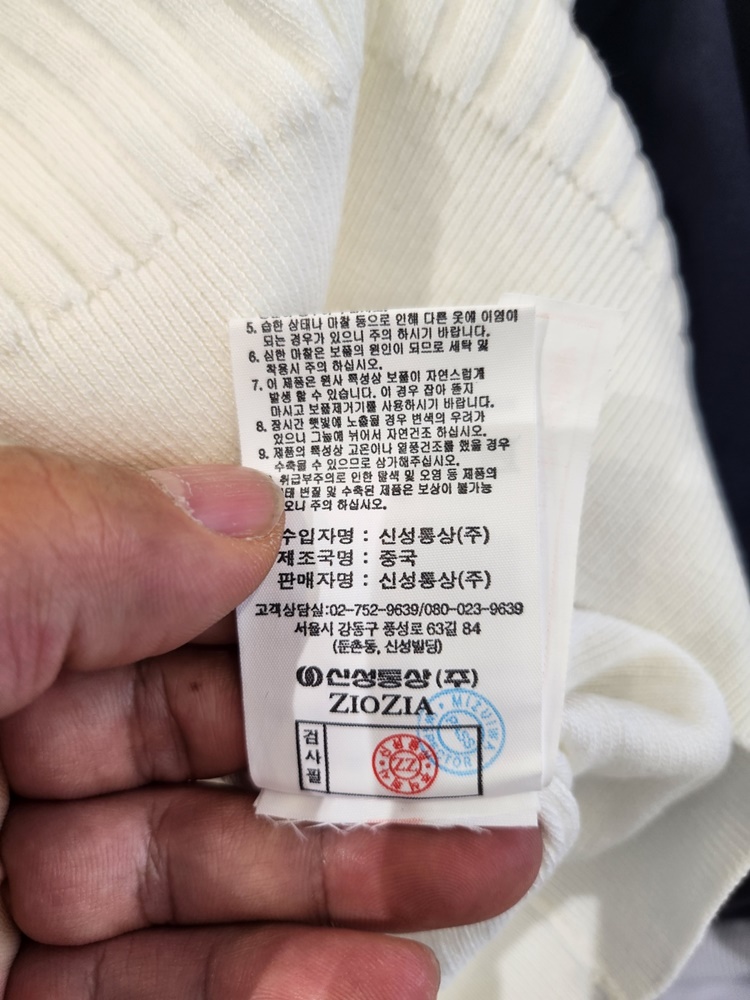 5. 습한 상태나 마찰 등으로 인해 다른 옷에 이염이
되는 경우가 있으니 주의 하시기 바랍니다.
6. 심한 마찰은 보풀의 원인이 되므로 세탁 및
착용시 주의 하십시오.
7. 이 제품은 원사 특성상 보풀이 자연스럽게
발생 할 수 있습니다. 이 경우 잡아 뜯지
마시고 보풀제거기를 사용하시기 바랍니다.
8. 장시간 햇빛에 노출될 경우 변색의 우려가
있으니 그늘에 뉘어서 자연건조 하십시오.
9. 제품의 특성상 고온이나 열풍건조를 했을 경우
수축될 수 있으므로 삼가해주십시오.
취급부주의로 인한 탈색 및 오염 등 제품의
변질 및 수축된 제품은 보상이 불가능
오니 주의 하십시오.
수입자명 : 신성통상(주)
제조국명 : 중국
판매자명 : 신성통상(주)
고객상담실:02-752-9639/080-023-9639
서울시 강동구 풍성로 63길 84
(둔촌동, 신성빌딩)
신성통상(주)
ZIOZIA
검사필
ZZ